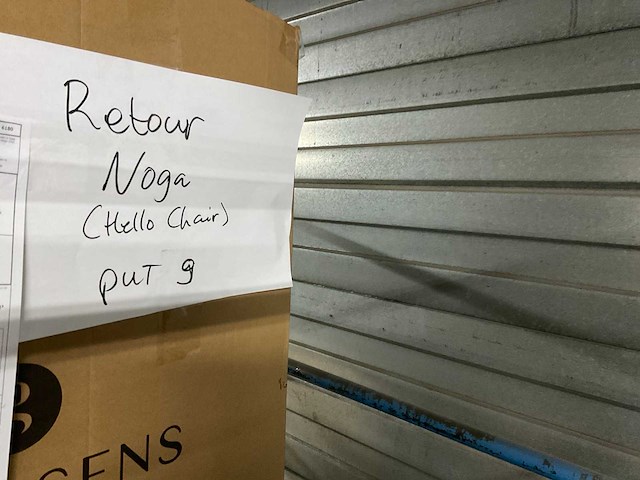 Retour
Noga
(Hello Chair)
PUT 9
GENS